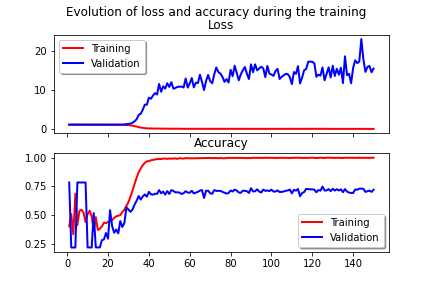 Evolution of loss and accuracy during the training
Loss
20
10
0
Training
Validation
Accuracy
1.00
0.75
0.50
0.25
Training
Validation
0 20 40 60 80 100 120 140